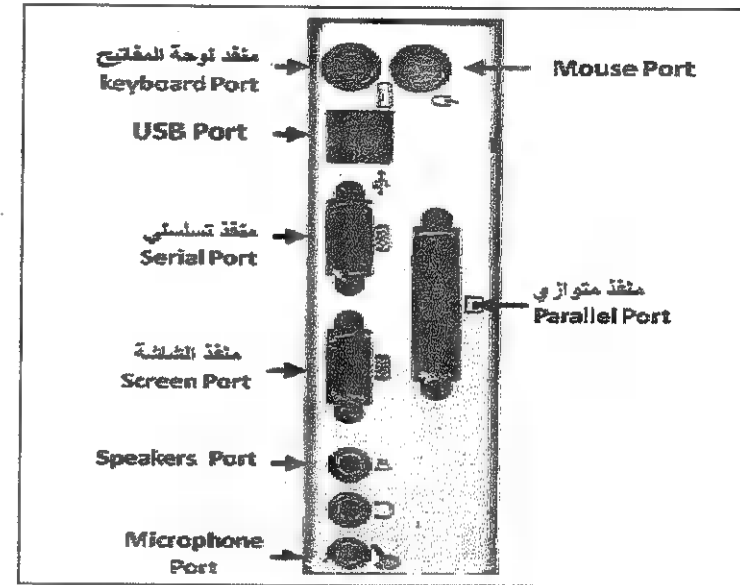 منفذ لوحة المفاتيح
keyboard Port
Mouse Port
USB Port
منفذ تسلسلي
Serial Port
منفذ متوازي
Parallel Port
منفذ الشاشة
Screen Port
Speakers Port
Microphone
Port